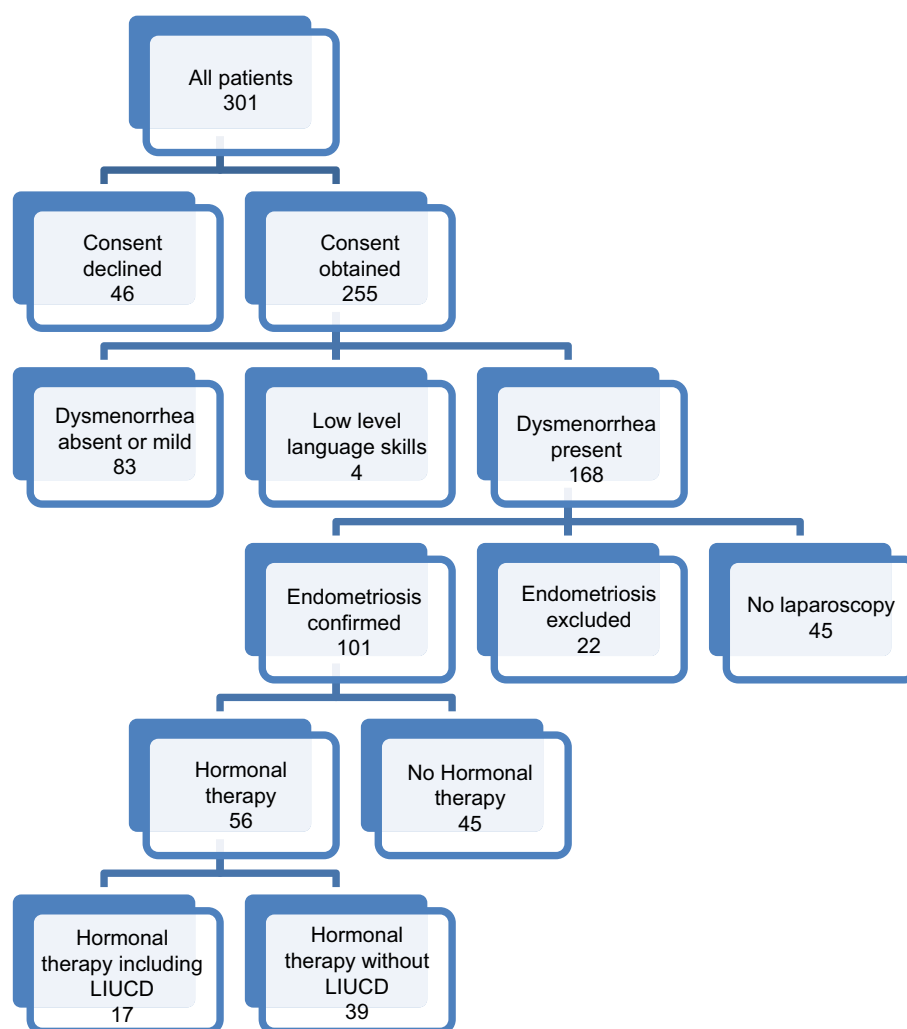 All patients
301
Consent
declined
46
Consent
obtained
255
Dysmenorrhea
absent or mild
83
Low level
language skills
4
Dysmenorrhea
present
168
Endometriosis
confirmed
101
Endometriosis
excluded
22
No laparoscopy
45
Hormonal
therapy
56
No Hormonal
therapy
45
Hormonal
therapy including
LIUCD
17
Hormonal
therapy without
LIUCD
39